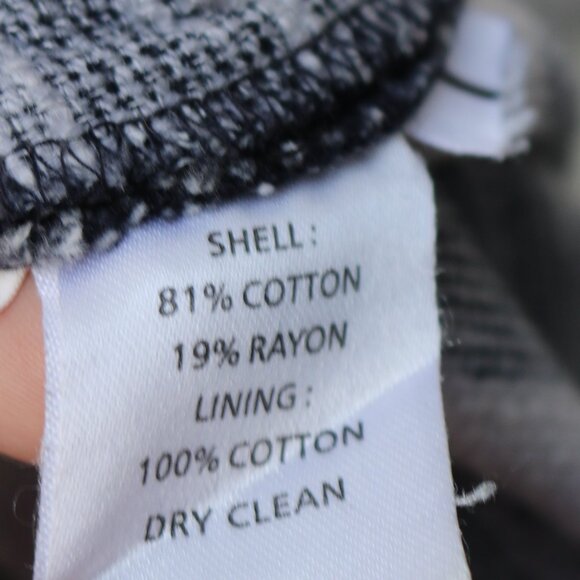 SHELL:
81% COTTON
19% RAYON
LINING:
100% COTTON
DRY CLEAN